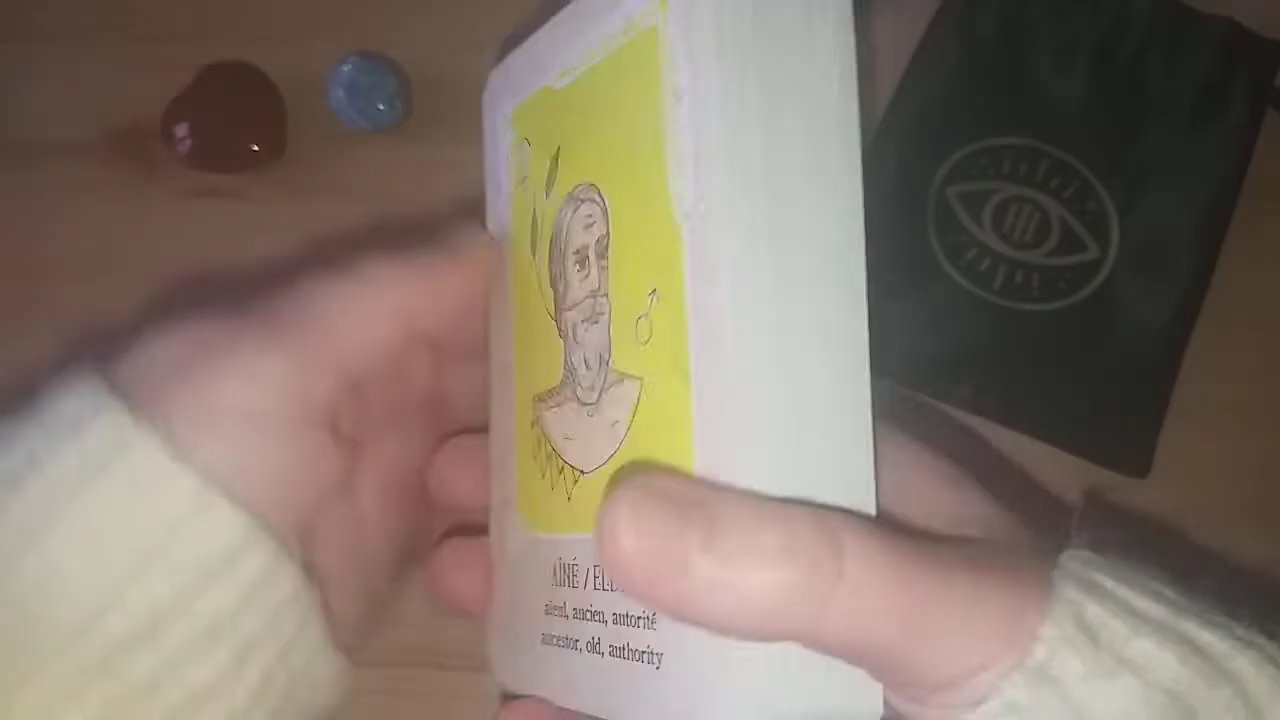 AÎNÉ /
aïeul, ancien, autorité
ancestor, old, authority